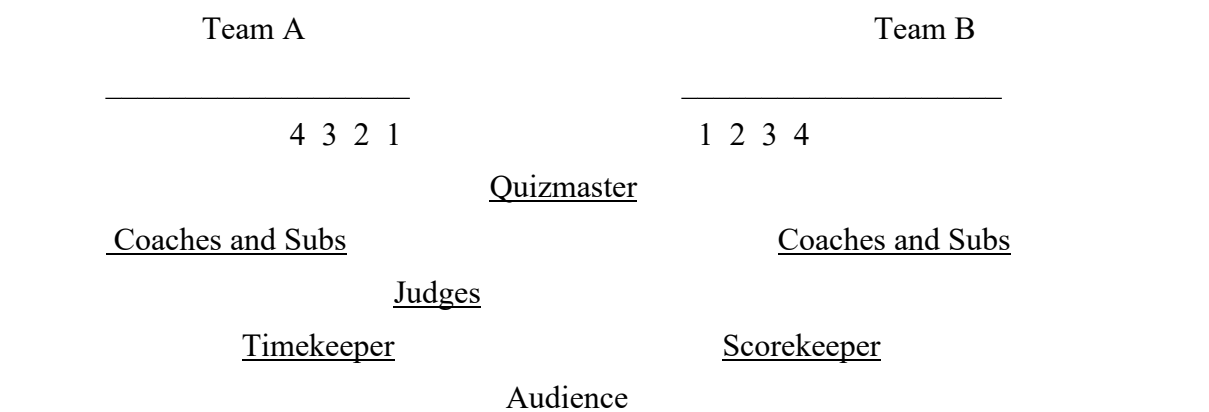 Team A Team B
4 3 2 1 1 2 3 4
Quizmaster
Coaches and Subs Coaches and Subs
Judges
Timekeeper Scorekeeper
Audience